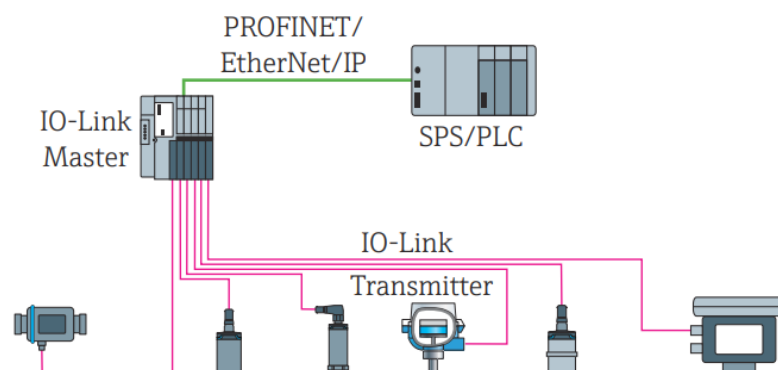 PROFINET/
EtherNet/IP
IO-Link
Master
SPS/PLC
IO-Link
Transmitter